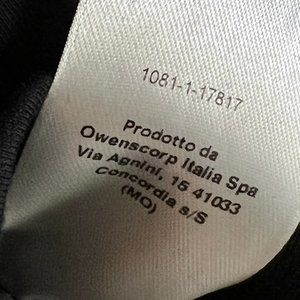 1081-1-17817
Prodotto da
Owenscorp Italia Spa
Via Agnini, 15 41033
Concordia s/S
(MO)